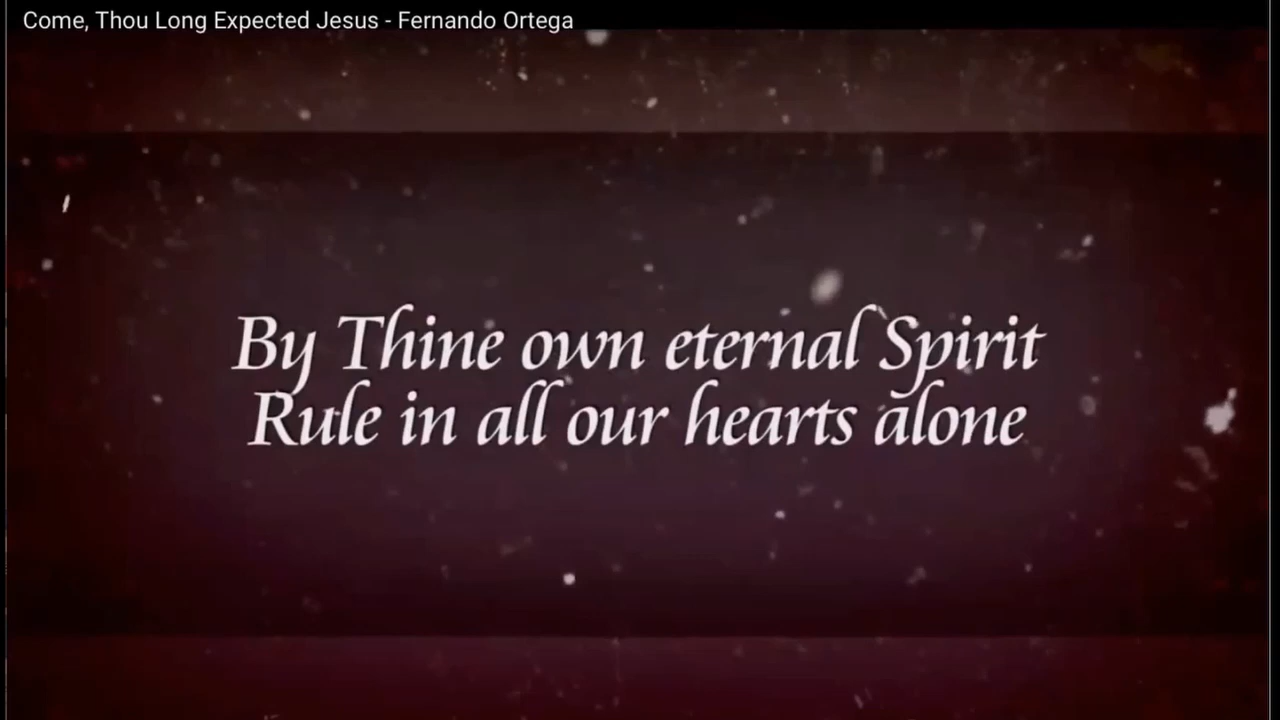 Come, Thou Long Expected Jesus - Fernando Ortega
By Thine own eternal Spirit
Rule in all our hearts alone